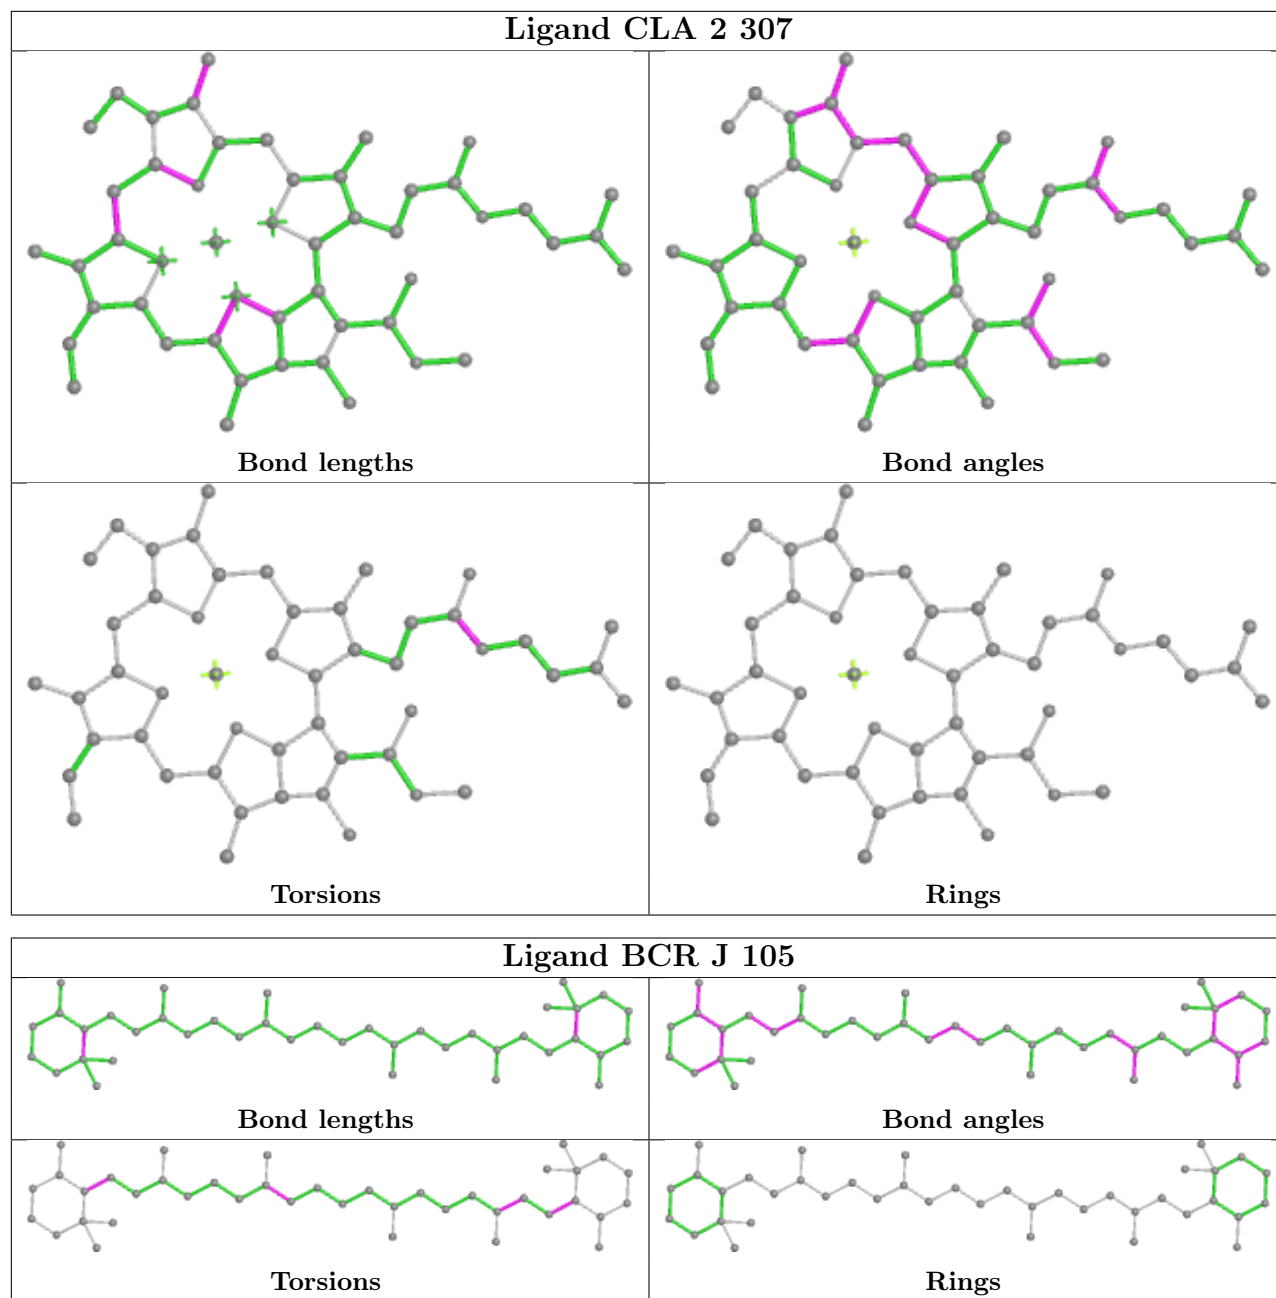 Ligand CLA 2 307
Bond lengths
Bond angles
Torsions
Rings
Ligand BCR J 105
Bond lengths
Bond angles
Torsions
Rings